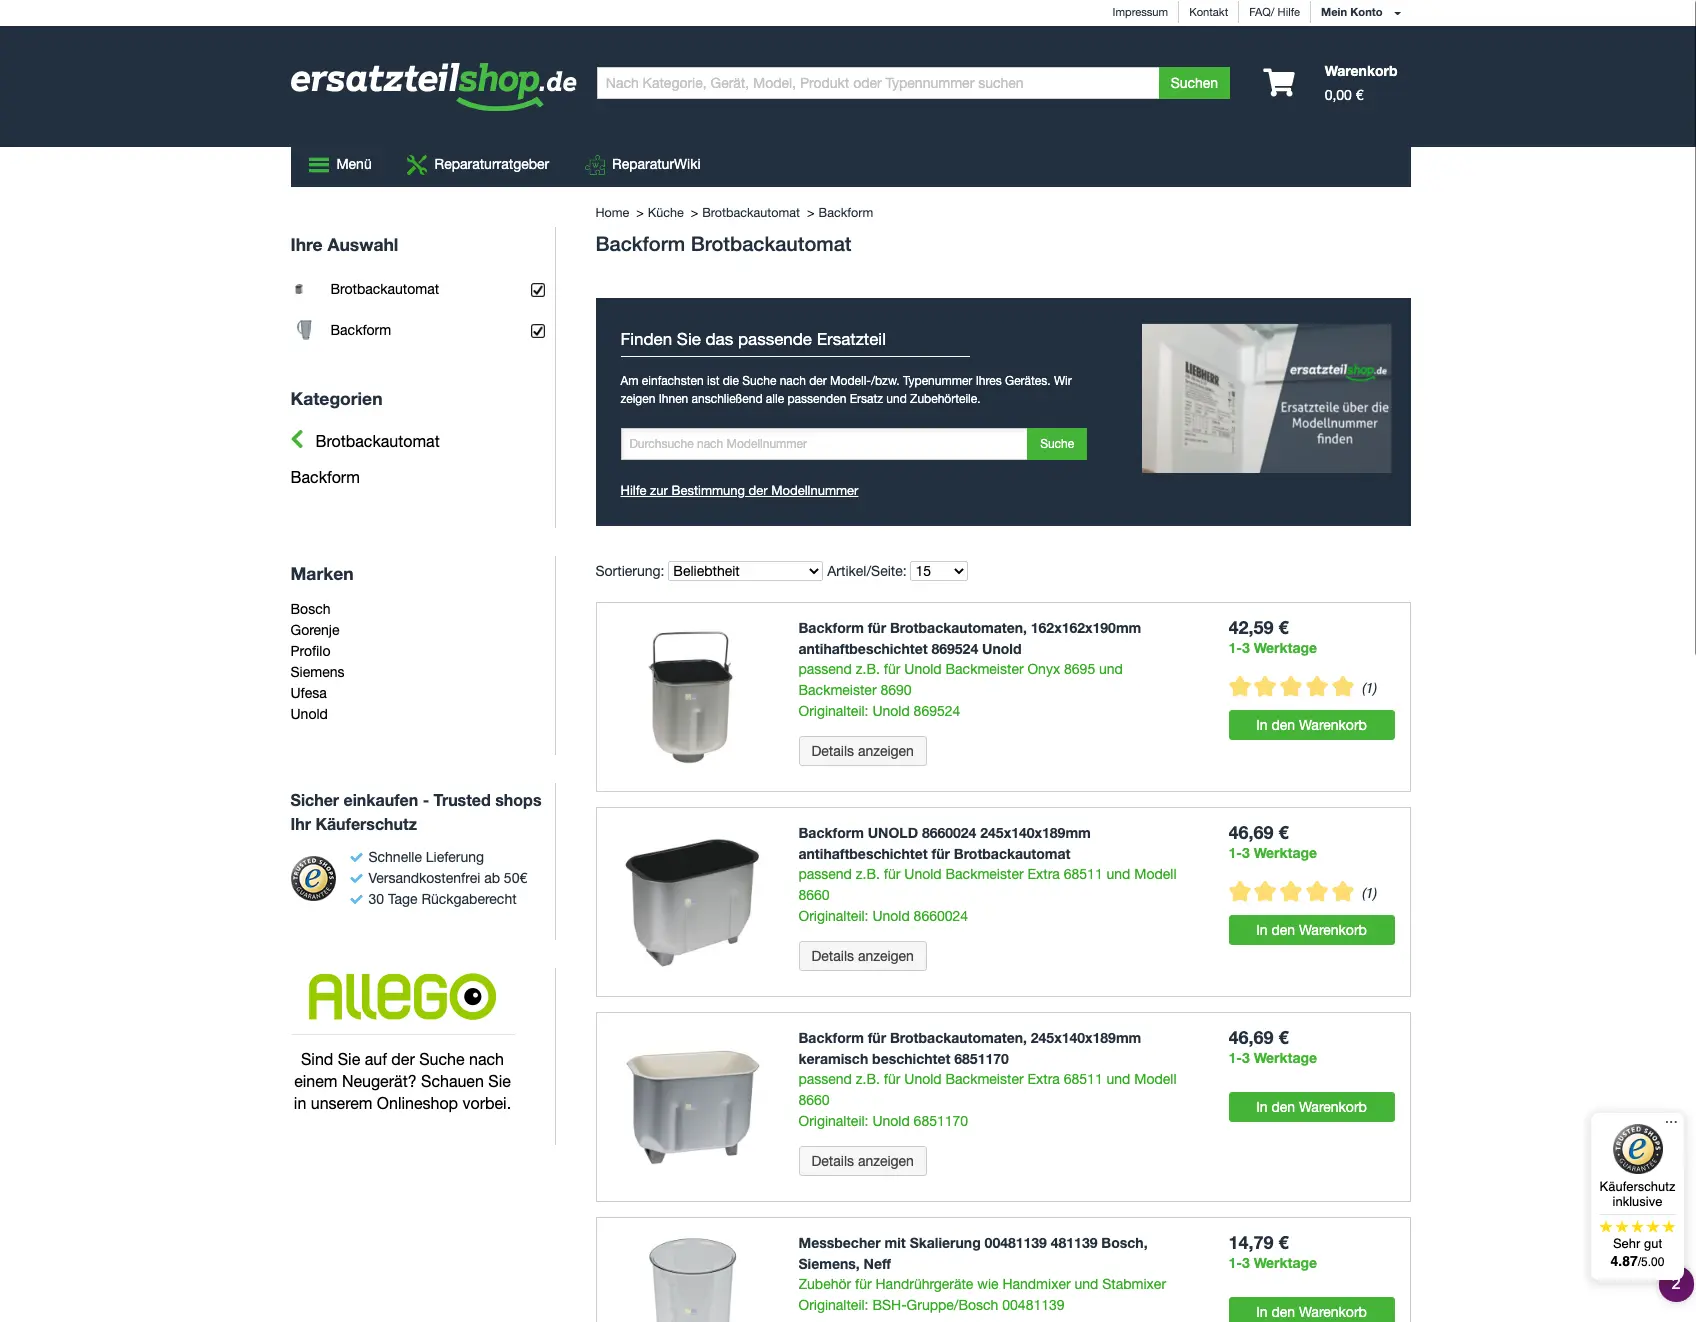 Impressum
Kontakt
FAQ/ Hilfe
Mein Konto
ersatzteilshop.de
Nach Kategorie, Gerät, Model, Produkt oder Typennummer suchen
Suchen
Warenkorb
0,00 €
Menü
Reparaturratgeber
ReparaturWiki
Home > Küche > Brotbackautomat > Backform
Backform Brotbackautomat
Ihre Auswahl
Brotbackautomat
Backform
Kategorien
Brotbackautomat
Backform
Marken
Bosch
Gorenje
Profilo
Siemens
Ufesa
Unold
Sicher einkaufen - Trusted shops
Ihr Käuferschutz
TRUSTED SHOPS
GUARANTEE
Schnelle Lieferung
Versandkostenfrei ab 50€
30 Tage Rückgaberecht
ALLEGO
Sind Sie auf der Suche nach
einem Neugerät? Schauen Sie
in unserem Onlineshop vorbei.
Finden Sie das passende Ersatzteil
Am einfachsten ist die Suche nach der Modell-/bzw. Typenummer Ihres Gerätes. Wir
zeigen Ihnen anschließend alle passenden Ersatz und Zubehörteile.
Durchsuche nach Modellnummer
Suche
Hilfe zur Bestimmung der Modellnummer
LIEBHERR
ersatzteilshop.de
Ersatzteile über die
Modellnummer
finden
Sortierung: Beliebtheit Artikel/Seite: 15
Backform für Brotbackautomaten, 162x162x190mm
antihaftbeschichtet 869524 Unold
passend z.B. für Unold Backmeister Onyx 8695 und
Backmeister 8690
Originalteil: Unold 869524
Details anzeigen
42,59 €
1-3 Werktage
(1)
In den Warenkorb
Backform UNOLD 8660024 245x140x189mm
antihaftbeschichtet für Brotbackautomat
passend z.B. für Unold Backmeister Extra 68511 und Modell
8660
Originalteil: Unold 8660024
Details anzeigen
46,69 €
1-3 Werktage
(1)
In den Warenkorb
Backform für Brotbackautomaten, 245x140x189mm
keramisch beschichtet 6851170
passend z.B. für Unold Backmeister Extra 68511 und Modell
8660
Originalteil: Unold 6851170
Details anzeigen
46,69 €
1-3 Werktage
In den Warenkorb
Messbecher mit Skalierung 00481139 481139 Bosch,
Siemens, Neff
Zubehör für Handrührgeräte wie Handmixer und Stabmixer
Originalteil: BSH-Gruppe/Bosch 00481139
14,79 €
1-3 Werktage
In den Warenkorb
TRUSTED SHOPS
GUARANTEE
Käuferschutz
inklusive
Sehr gut
4.87/5.00
2